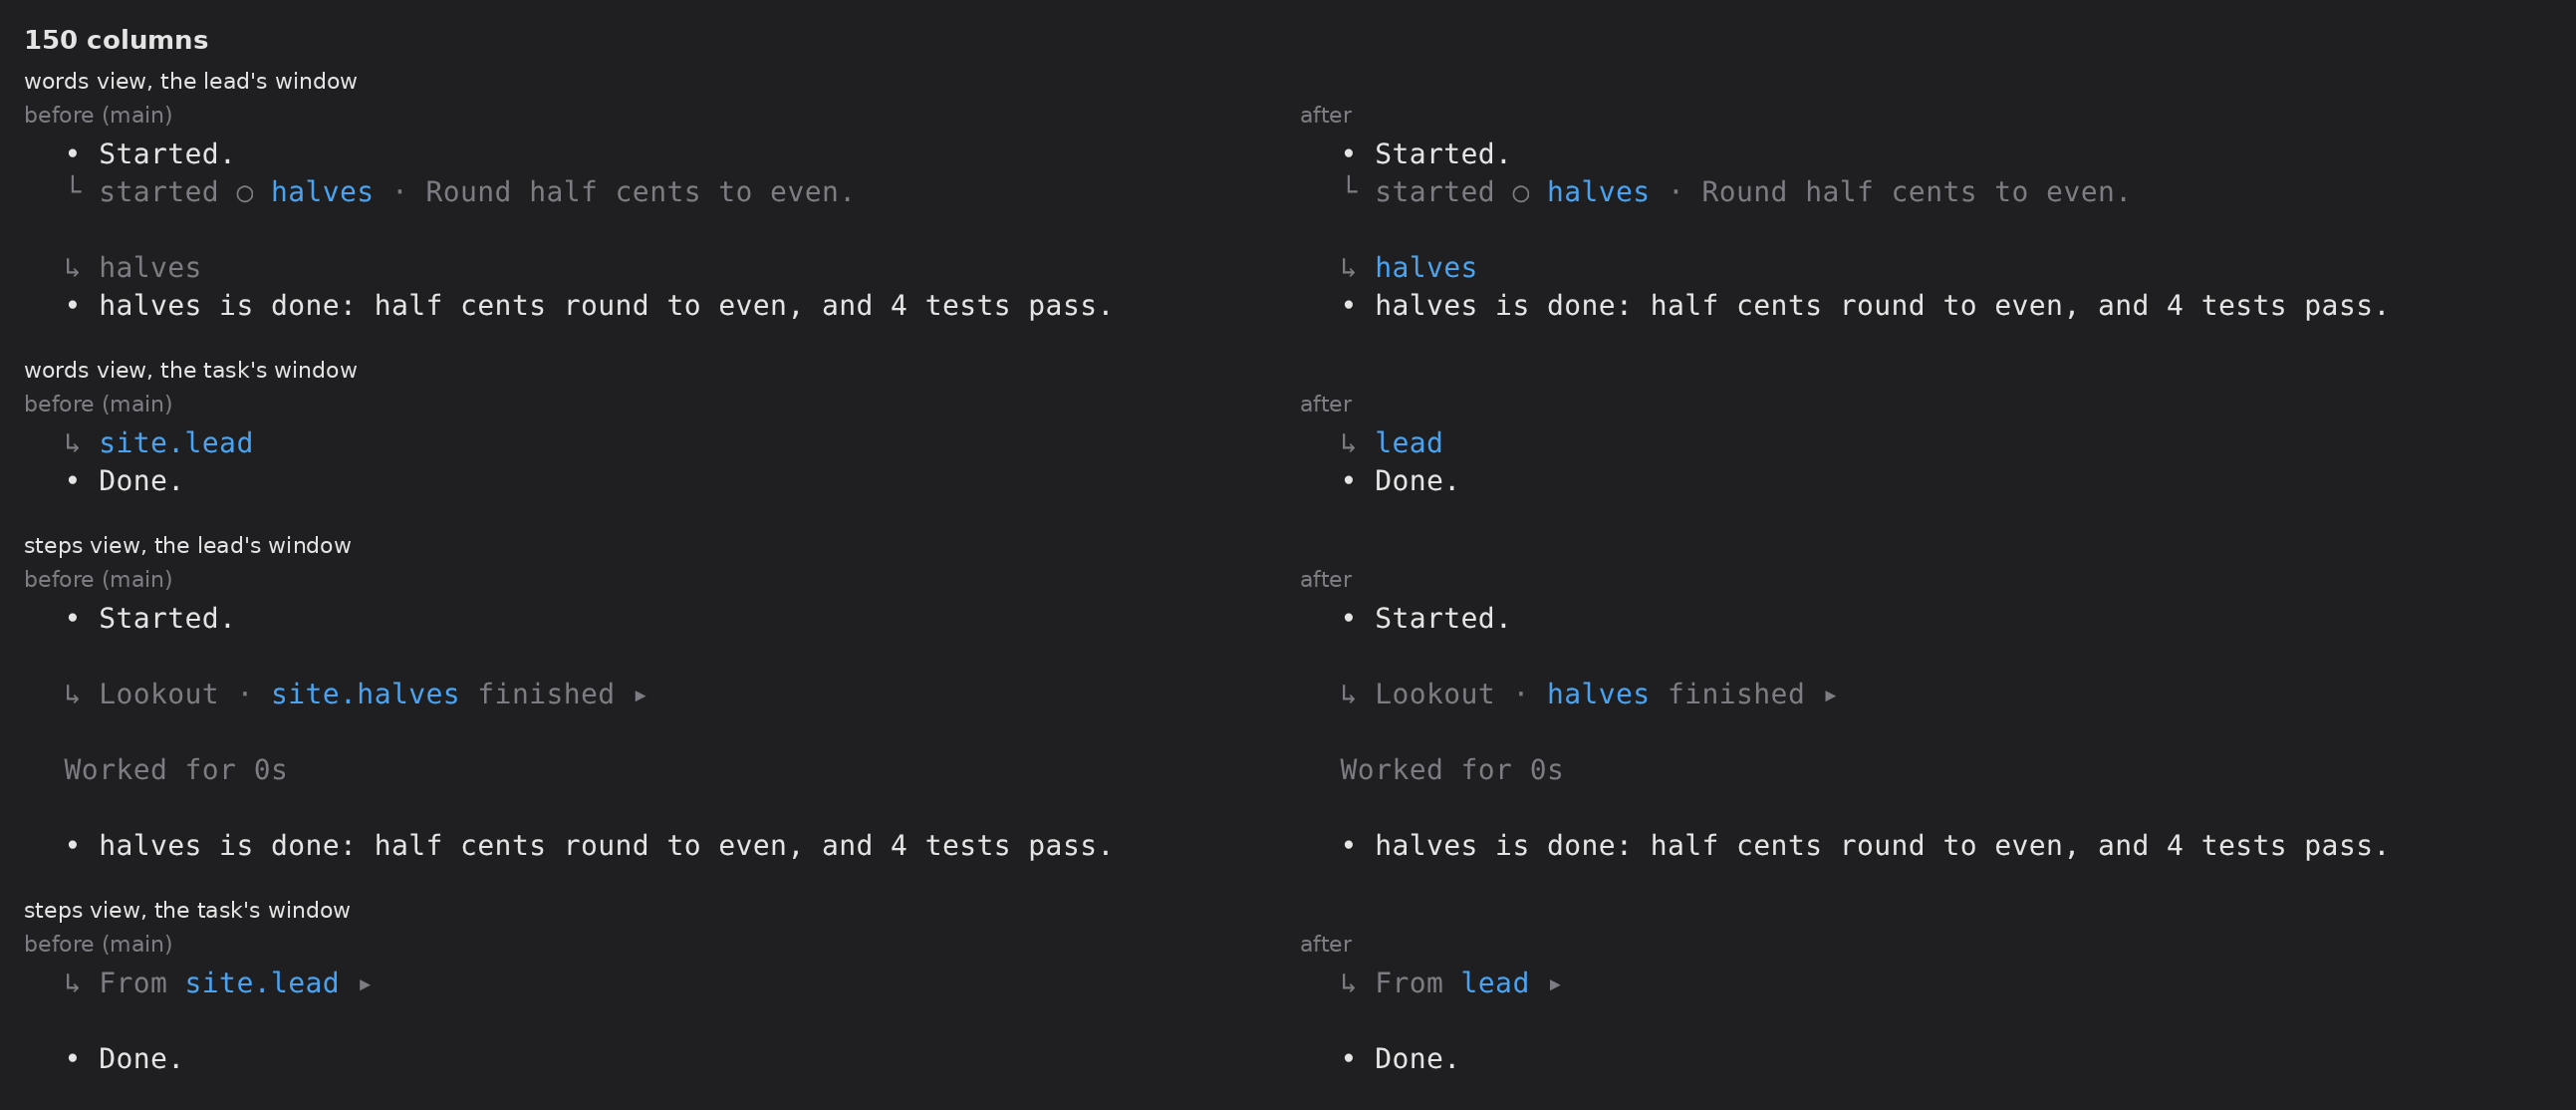 150 columns
words view, the lead's window
before (main)
• Started.
└ started ○ halves · Round half cents to even.
↳ halves
• halves is done: half cents round to even, and 4 tests pass.
after
• Started.
└ started ○ halves · Round half cents to even.
↳ halves
• halves is done: half cents round to even, and 4 tests pass.
words view, the task's window
before (main)
↳ site.lead
• Done.
after
↳ lead
• Done.
steps view, the lead's window
before (main)
• Started.
↳ Lookout · site.halves finished ▸
Worked for 0s
• halves is done: half cents round to even, and 4 tests pass.
after
• Started.
↳ Lookout · halves finished ▸
Worked for 0s
• halves is done: half cents round to even, and 4 tests pass.
steps view, the task's window
before (main)
↳ From site.lead ▸
• Done.
after
↳ From lead ▸
• Done.